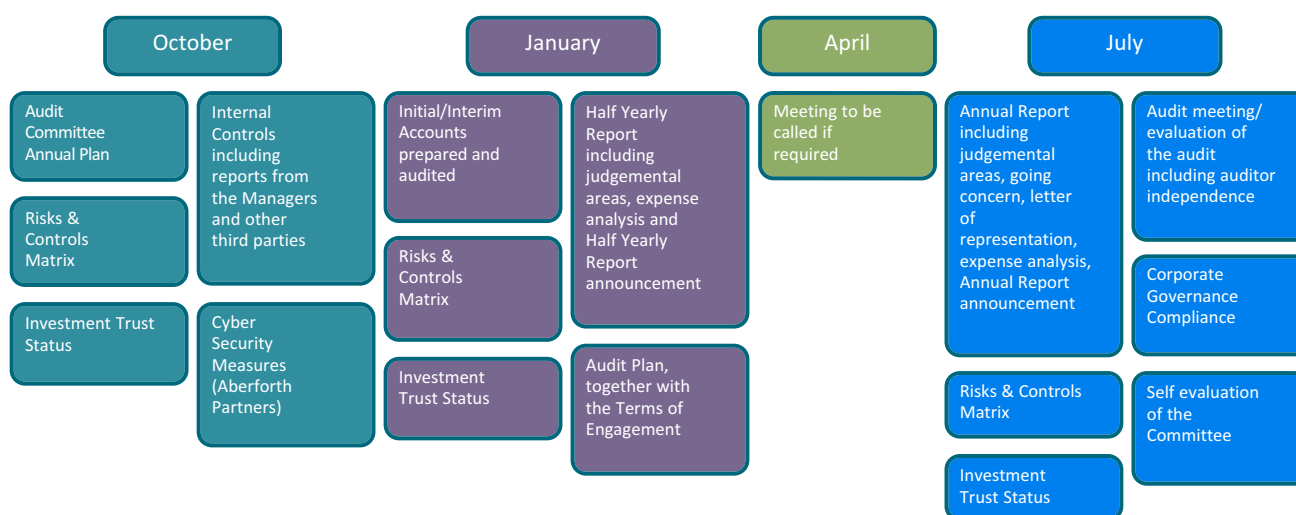 October
Audit
Committee
Annual Plan
Risks &
Controls
Matrix
Investment Trust
Status
Internal
Controls
including
reports from
the Managers
and other
third parties
Cyber
Security
Measures
(Aberforth
Partners)
January
Initial/Interim
Accounts
prepared and
audited
Risks &
Controls
Matrix
Investment
Trust Status
Half Yearly
Report
including
judgemental
areas, expense
analysis and
Half Yearly
Report
announcement
Audit Plan,
together with
the Terms of
Engagement
April
Meeting to be
called if
required
July
Annual Report
including
judgemental
areas, going
concern, letter
of
representation,
expense analysis,
Annual Report
announcement
Risks & Controls
Matrix
Investment
Trust Status
Audit meeting/
evaluation of
the audit
including auditor
independence
Corporate
Governance
Compliance
Self evaluation
of the
Committee